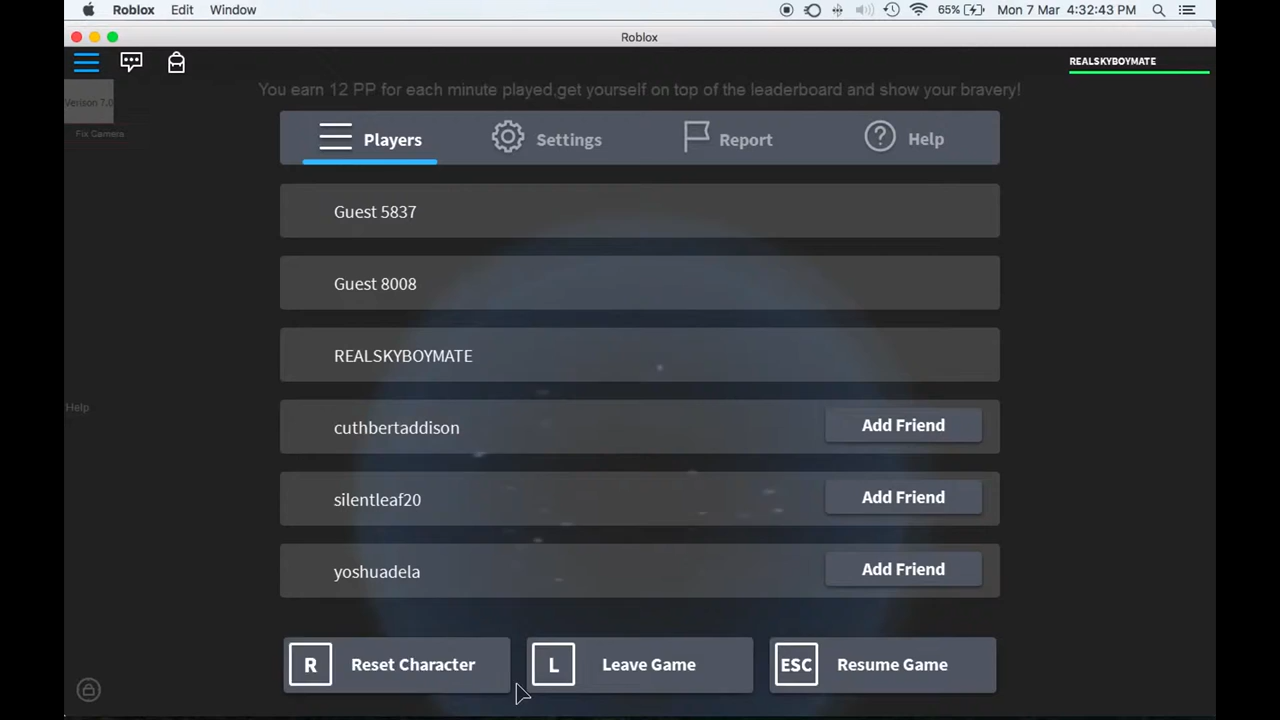 Roblox Edit Window 65% Mon 7 Mar 4:32:43 PM
Roblox
REALSKYBOYMATE
You earn 12 PP for each minute played,get yourself on top of the leaderboard and show your bravery!
Verison 7.0
Fix Camera
Players Settings Report Help
Guest 5837
Guest 8008
REALSKYBOYMATE
Help
cuthbertaddison Add Friend
silentleaf20 Add Friend
yoshuadela Add Friend
R Reset Character L Leave Game ESC Resume Game